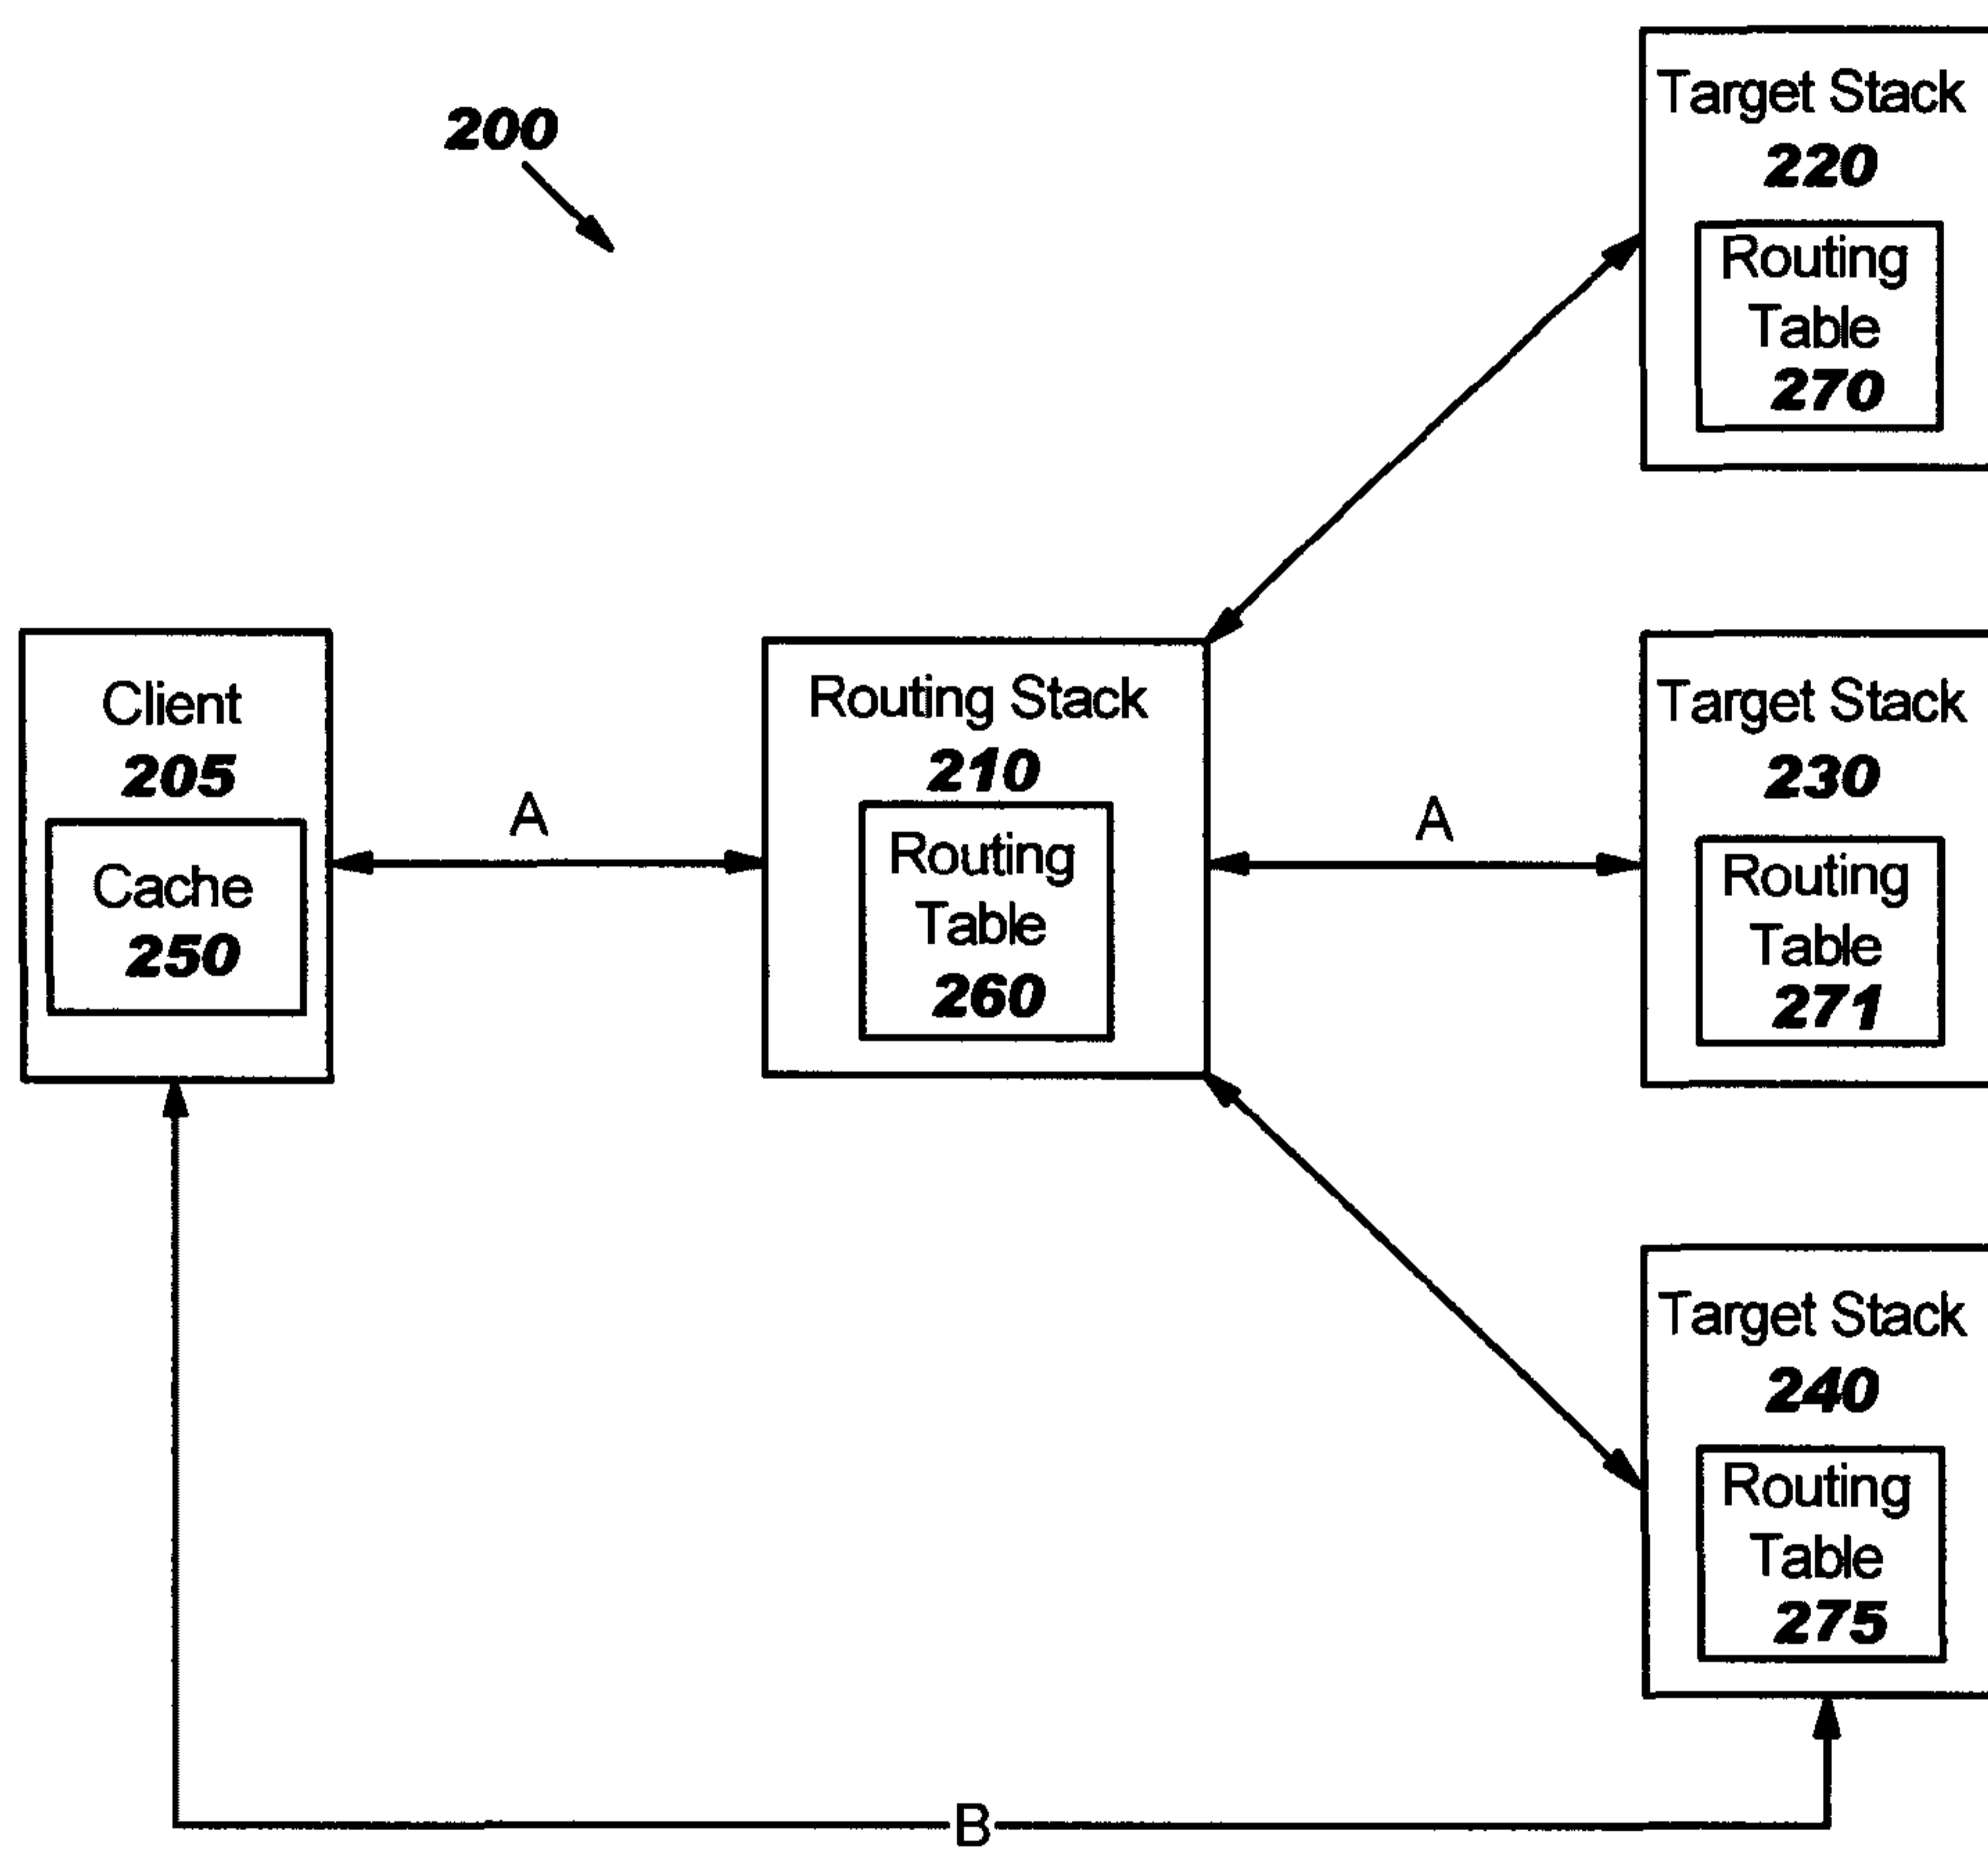 200
Target Stack
220
Routing
Table
270
Client
205
Cache
250
A
Routing Stack
210
Routing
Table
260
A
Target Stack
230
Routing
Table
271
Target Stack
240
Routing
Table
275
B